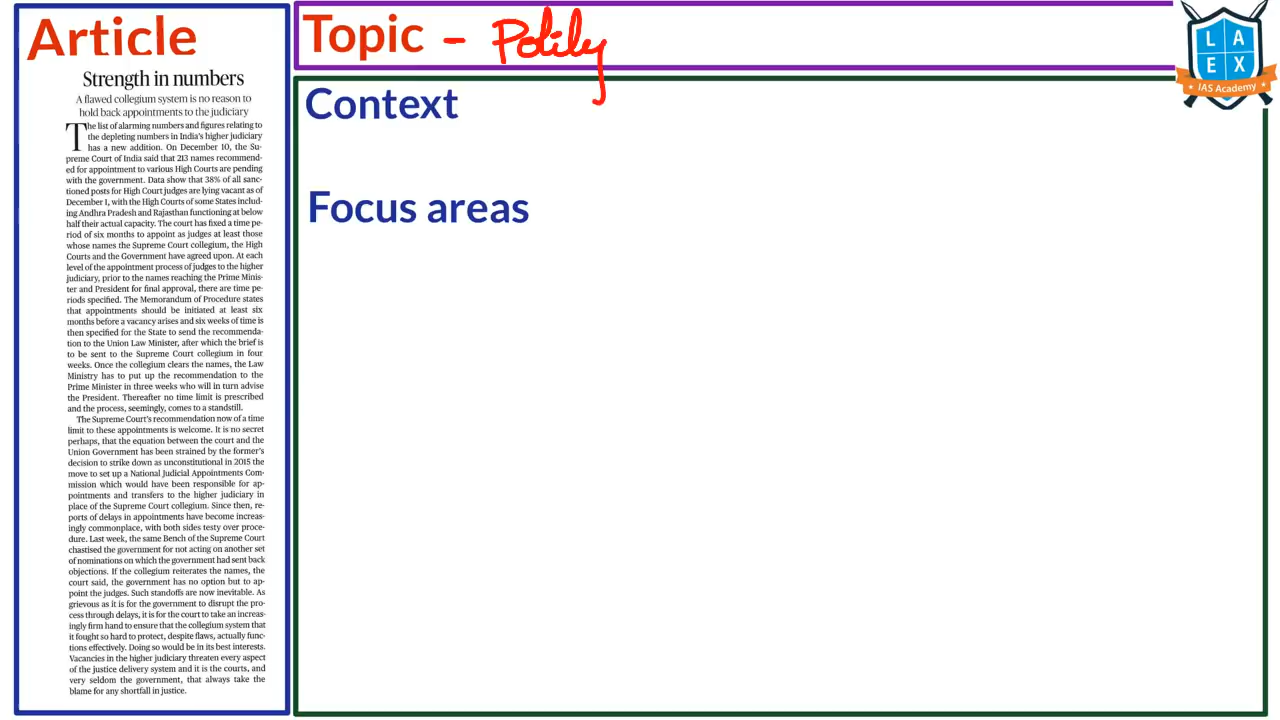 Article
Strength in numbers
A flawed collegium system is no reason to
hold back appointments to the judiciary
The list of alarming numbers and figures relating to
the depleting numbers in India's higher judiciary
has a new addition. On December 10, the Su-
preme Court of India said that 213 names recommend-
ed for appointment to various High Courts are pending
with the government. Data show that 38% of all sanc-
tioned posts for High Court judges are lying vacant as of
December 1, with the High Courts of some States includ-
ing Andhra Pradesh and Rajasthan functioning at below
half their actual capacity. The court has fixed a time pe-
riod of six months to appoint as judges at least those
whose names the Supreme Court collegium, the High
Courts and the Government have agreed upon. At each
level of the appointment process of judges to the higher
judiciary, prior to the names reaching the Prime Minis-
ter and President for final approval, there are time pe-
riods specified. The Memorandum of Procedure states
that appointments should be initiated at least six
months before a vacancy arises and six weeks of time is
then specified for the State to send the recommenda-
tion to the Union Law Minister, after which the brief is
to be sent to the Supreme Court collegium in four
weeks. Once the collegium clears the names, the Law
Ministry has to put up the recommendation to the
Prime Minister in three weeks who will in turn advise
the President. Thereafter no time limit is prescribed
and the process, seemingly, comes to a standstill.
The Supreme Court's recommendation now of a time
limit to these appointments is welcome. It is no secret
perhaps, that the equation between the court and the
Union Government has been strained by the former's
decision to strike down as unconstitutional in 2015 the
move to set up a National Judicial Appointments Com-
mission which would have been responsible for ap-
pointments and transfers to the higher judiciary in
place of the Supreme Court collegium. Since then, re-
ports of delays in appointments have become increas-
ingly commonplace, with both sides testy over proce-
dure. Last week, the same Bench of the Supreme Court
chastised the government for not acting on another set
of nominations on which the government had sent back
objections. If the collegium reiterates the names, the
court said, the government has no option but to ap-
point the judges. Such standoffs are now inevitable. As
grievous as it is for the government to disrupt the pro-
cess through delays, it is for the court to take an increas-
ingly firm hand to ensure that the collegium system that
it fought so hard to protect, despite flaws, actually func-
tions effectively. Doing so would be in its best interests.
Vacancies in the higher judiciary threaten every aspect
of the justice delivery system and it is the courts, and
very seldom the government, that always take the
blame for any shortfall in justice.
Topic - Polity
Context
Focus areas
L A
E X
IAS Academy